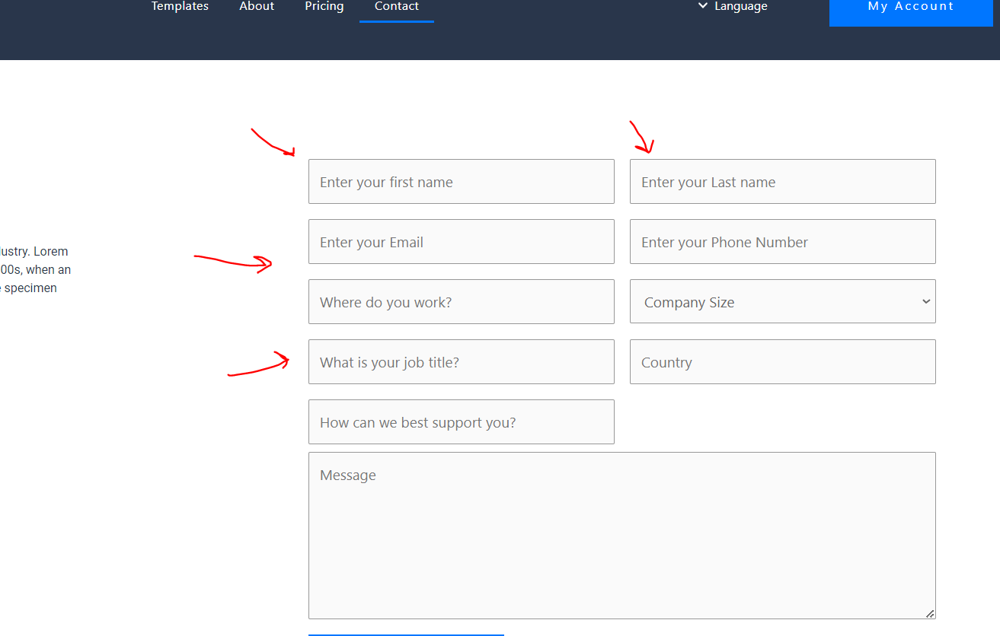 Templates About Pricing Contact Language My Account
Enter your first name Enter your Last name
Enter your Email Enter your Phone Number
lustry. Lorem
00s, when an
specimen
Where do you work? Company Size
What is your job title? Country
How can we best support you?
Message